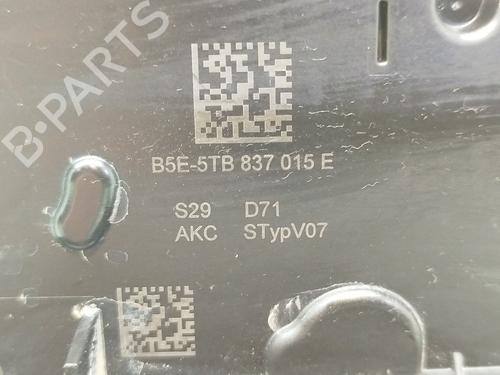 B-PARTS
B5E-5TB 837 015 E
S29 D71
AKC STypV07